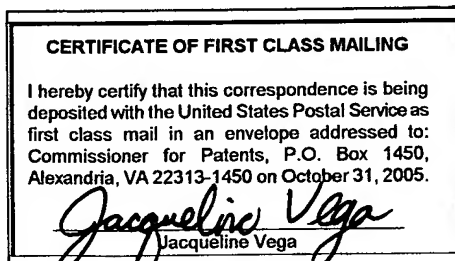 CERTIFICATE OF FIRST CLASS MAILING
I hereby certify that this correspondence is being
deposited with the United States Postal Service as
first class mail in an envelope addressed to:
Commissioner for Patents, P.O. Box 1450,
Alexandria, VA 22313-1450 on October 31, 2005.
Jacqueline Vega
Jacqueline Vega